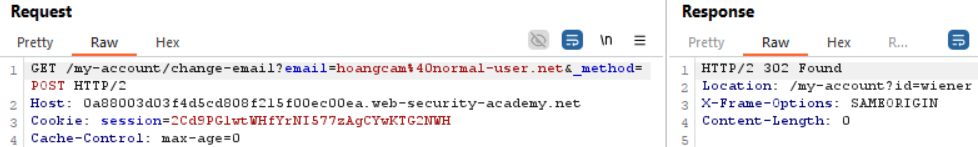 Request
Pretty Raw Hex
\n
1 GET /my-account/change-email?email=hoangcam%40normal-user.net&_method=
POST HTTP/2
2 Host: 0a88003d03f4d5cd808f215f00ec00ea.web-security-academy.net
3 Cookie: session=2Cd9PGlwtWHfYrNI577zAgCYwKTG2NWH
4 Cache-Control: max-age=0
Response
Pretty Raw Hex R...
1 HTTP/2 302 Found
2 Location: /my-account?id=wiener
3 X-Frame-Options: SAMEORIGIN
4 Content-Length: 0
5